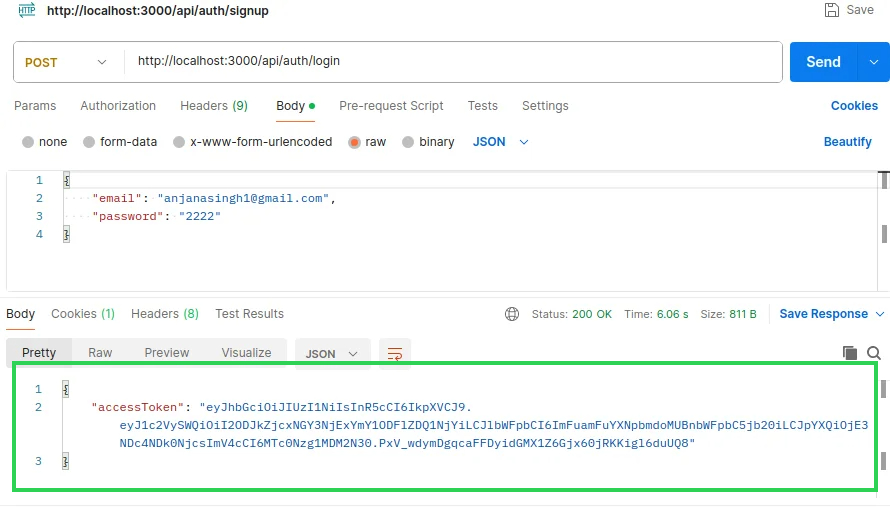 HTTP http://localhost:3000/api/auth/signup Save
POST http://localhost:3000/api/auth/login Send
Params Authorization Headers (9) Body Pre-request Script Tests Settings Cookies
none form-data x-www-form-urlencoded raw binary JSON Beautify
1 {
2 "email": "anjanasingh1@gmail.com",
3 "password": "2222"
4 }
Body Cookies (1) Headers (8) Test Results Status: 200 OK Time: 6.06 s Size: 811 B Save Response
Pretty Raw Preview Visualize JSON
1 {
2 "accessToken": "eyJhbGciOiJIUzI1NiIsInR5cCI6IkpXVCJ9.
eyJ1c2VySWQiOiI2ODJkZjcxNGY3NjExYmY1ODFlZDQ1NjYiLCJlbWFpbCI6ImFuamFuYXNpbmdoMUBnbWFpbC5jb20iLCJpYXQiOjE3
NDc4NDk0NjcsImV4cCI6MTc0Nzg1MDM2N30.PxV_wdymDgqcaFFDyidGMX1Z6Gjx60jRKKigl6duUQ8"
3 }